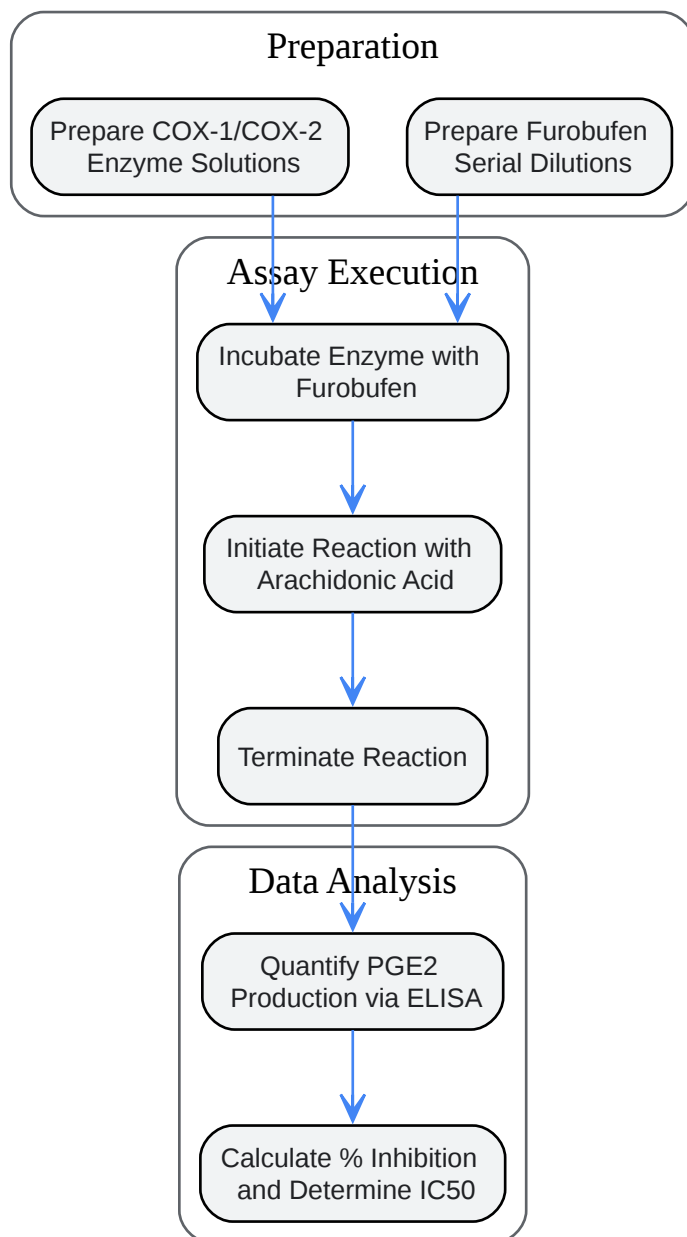 Preparation
Prepare COX-1/COX-2
Enzyme Solutions
Prepare Furobufen
Serial Dilutions
Assay Execution
Incubate Enzyme with
Furobufen
Initiate Reaction with
Arachidonic Acid
Terminate Reaction
Data Analysis
Quantify PGE2
Production via ELISA
Calculate % Inhibition
and Determine IC50